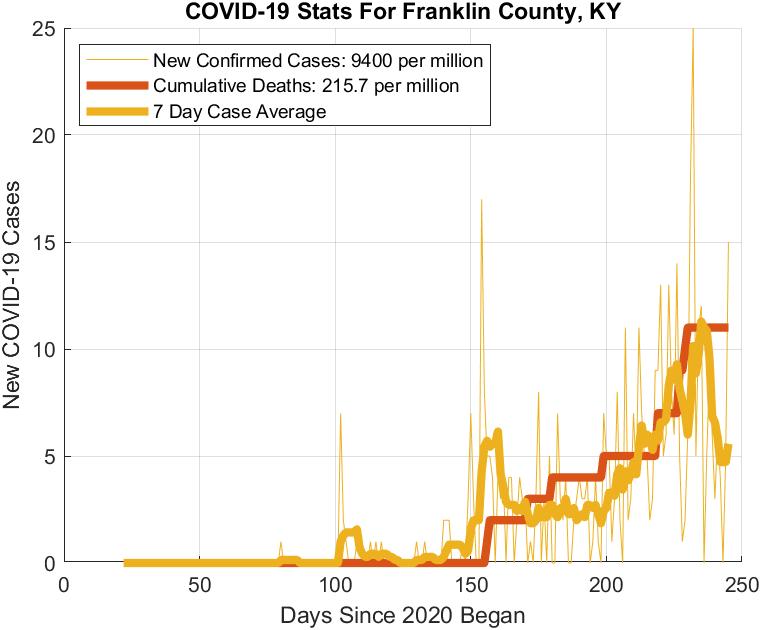 COVID-19 Stats For Franklin County, KY
New Confirmed Cases: 9400 per million
Cumulative Deaths: 215.7 per million
7 Day Case Average
New COVID-19 Cases
25
20
15
10
5
0
0 50 100 150 200 250
Days Since 2020 Began